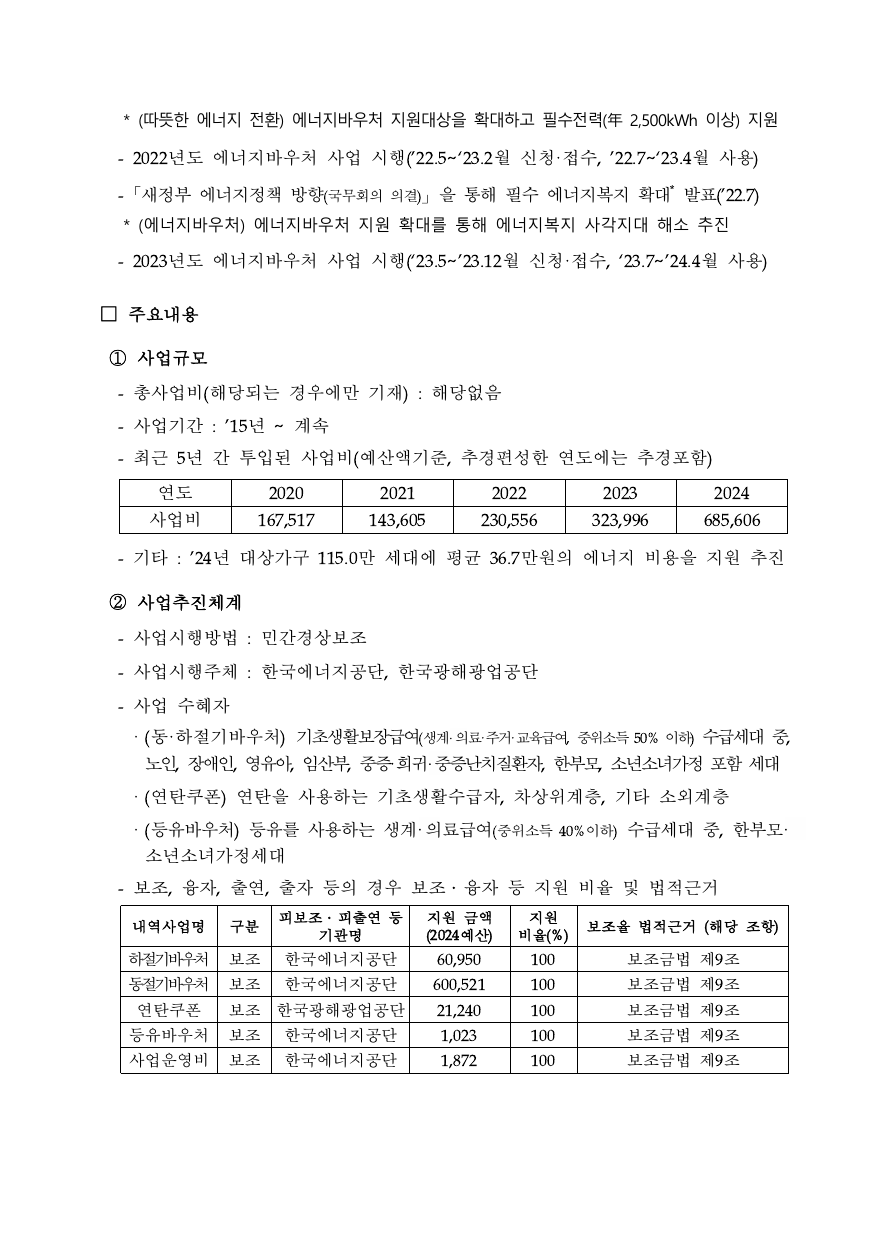 * (따뜻한 에너지 전환) 에너지바우처 지원대상을 확대하고 필수전력(年 2,500kWh 이상) 지원
- 2022년도 에너지바우처 사업 시행(’22.5~‘23.2월 신청·접수, ’22.7~‘23.4월 사용)
-「새정부 에너지정책 방향(국무회의 의결)」을 통해 필수 에너지복지 확대* 발표(’22.7)
* (에너지바우처) 에너지바우처 지원 확대를 통해 에너지복지 사각지대 해소 추진
- 2023년도 에너지바우처 사업 시행(‘23.5~’23.12월 신청·접수, ‘23.7~’24.4월 사용)
□ 주요내용
① 사업규모
- 총사업비(해당되는 경우에만 기재) : 해당없음
- 사업기간 : ’15년 ~ 계속
- 최근 5년 간 투입된 사업비(예산액기준, 추경편성한 연도에는 추경포함)
연도 2020 2021 2022 2023 2024
사업비 167,517 143,605 230,556 323,996 685,606
- 기타 : ’24년 대상가구 115.0만 세대에 평균 36.7만원의 에너지 비용을 지원 추진
② 사업추진체계
- 사업시행방법 : 민간경상보조
- 사업시행주체 : 한국에너지공단, 한국광해광업공단
- 사업 수혜자
· (동·하절기바우처) 기초생활보장급여(생계·의료·주거·교육급여, 중위소득 50% 이하) 수급세대 중,
노인, 장애인, 영유아, 임산부, 중증·희귀·중증난치질환자, 한부모, 소년소녀가정 포함 세대
· (연탄쿠폰) 연탄을 사용하는 기초생활수급자, 차상위계층, 기타 소외계층
· (등유바우처) 등유를 사용하는 생계·의료급여(중위소득 40%이하) 수급세대 중, 한부모·
소년소녀가정세대
- 보조, 융자, 출연, 출자 등의 경우 보조·융자 등 지원 비율 및 법적근거
내역사업명 구분 피보조·피출연 등 기관명 지원 금액 (2024예산) 지원 비율(%) 보조율 법적근거 (해당 조항)
하절기바우처 보조 한국에너지공단 60,950 100 보조금법 제9조
동절기바우처 보조 한국에너지공단 600,521 100 보조금법 제9조
연탄쿠폰 보조 한국광해광업공단 21,240 100 보조금법 제9조
등유바우처 보조 한국에너지공단 1,023 100 보조금법 제9조
사업운영비 보조 한국에너지공단 1,872 100 보조금법 제9조